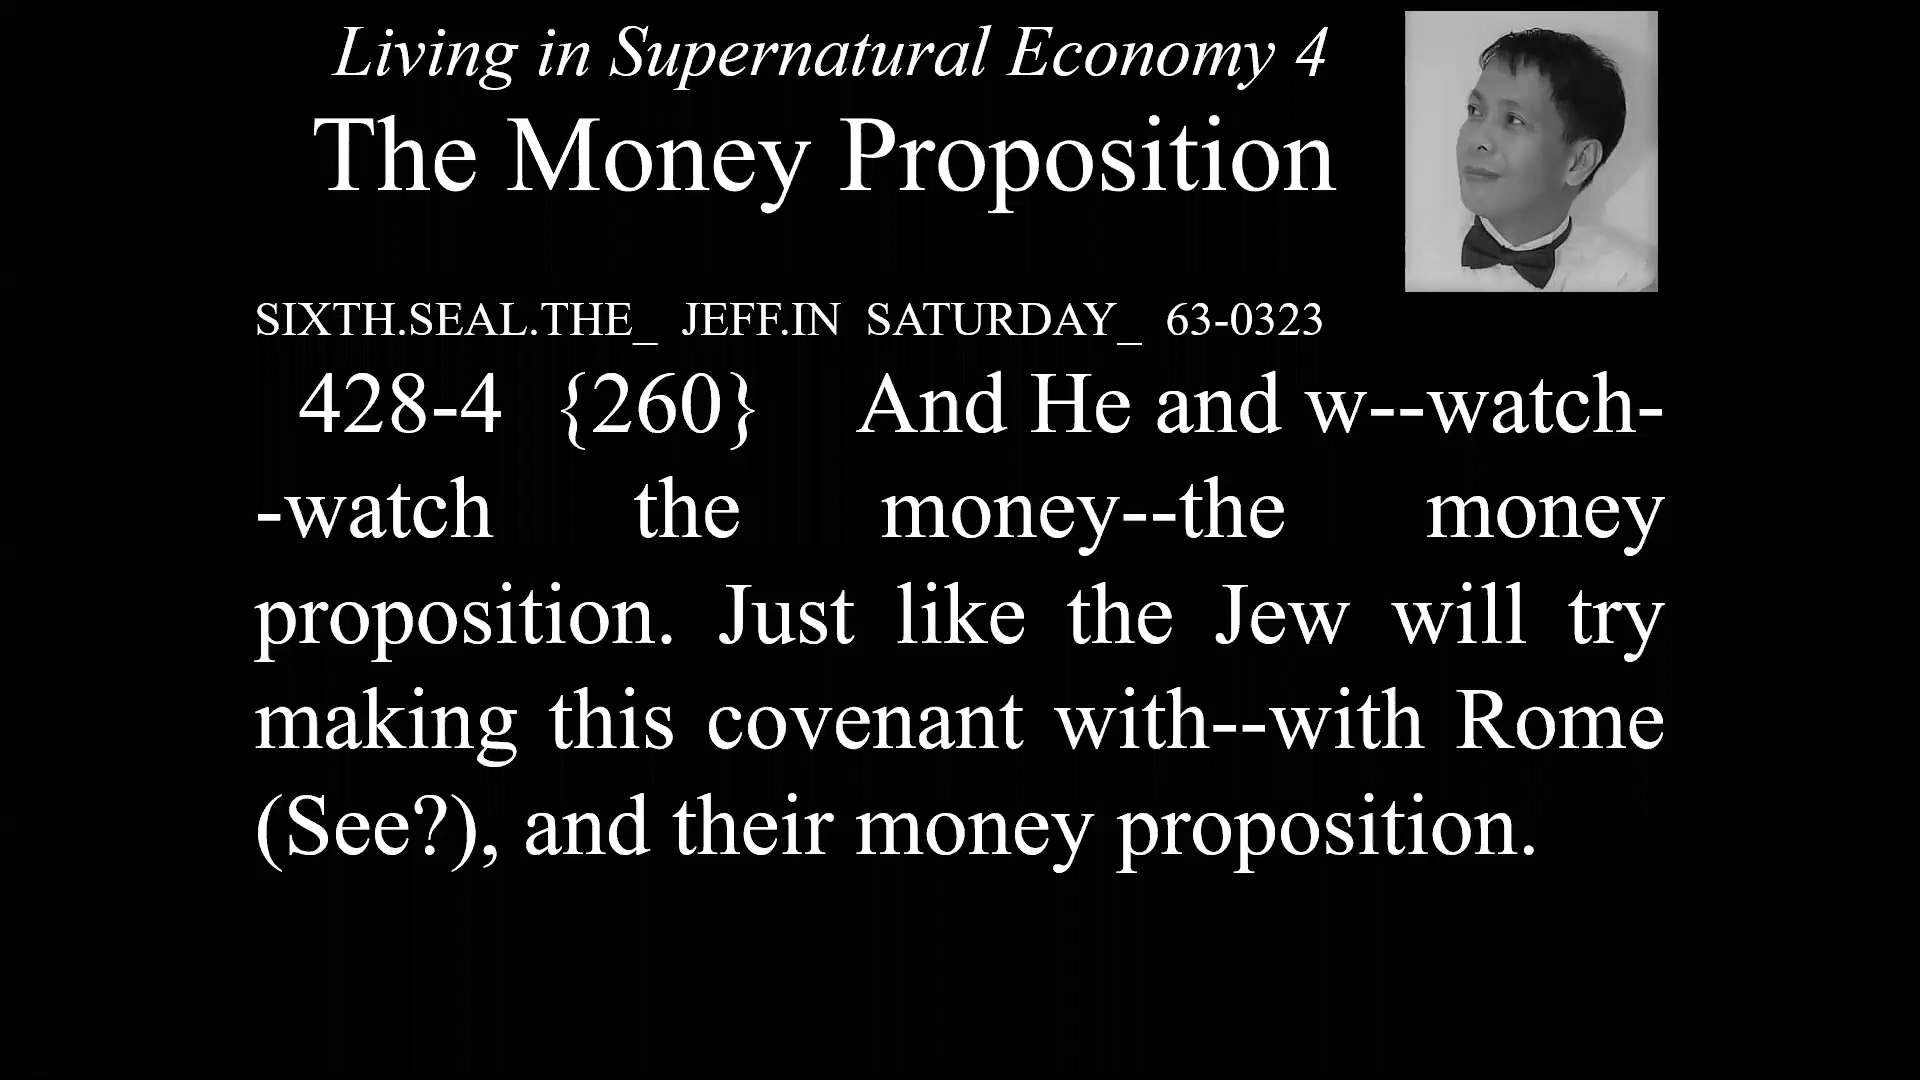 Living in Supernatural Economy 4
The Money Proposition
SIXTH.SEAL.THE_ JEFF.IN SATURDAY_ 63-0323
428-4 {260} And He and w--watch-
-watch the money--the money
proposition. Just like the Jew will try
making this covenant with--with Rome
(See?), and their money proposition.